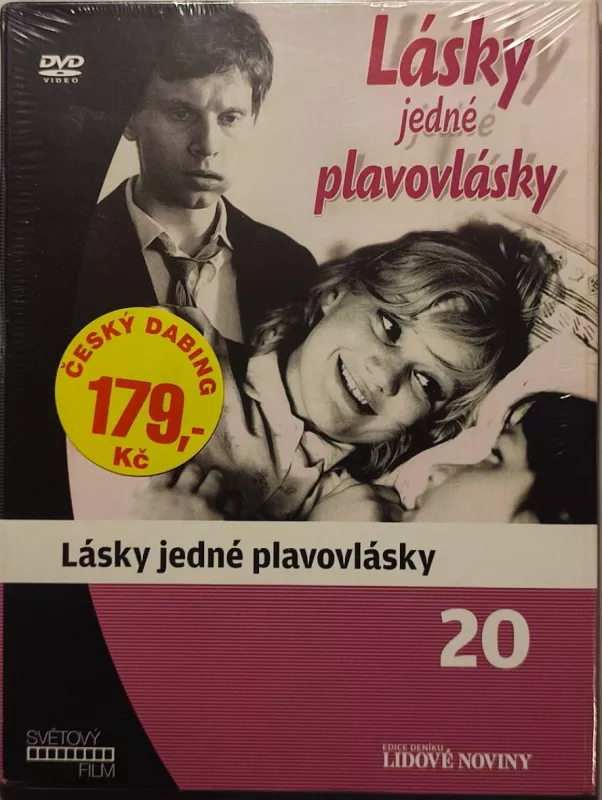 DVD
VIDEO
Lásky
jedné
plavovlásky
ČESKÝ DABING
179,-
Kč
Lásky jedné plavovlásky
20
SVĚTOVÝ
FILM
EDICE DENÍKU
LIDOVÉ NOVINY